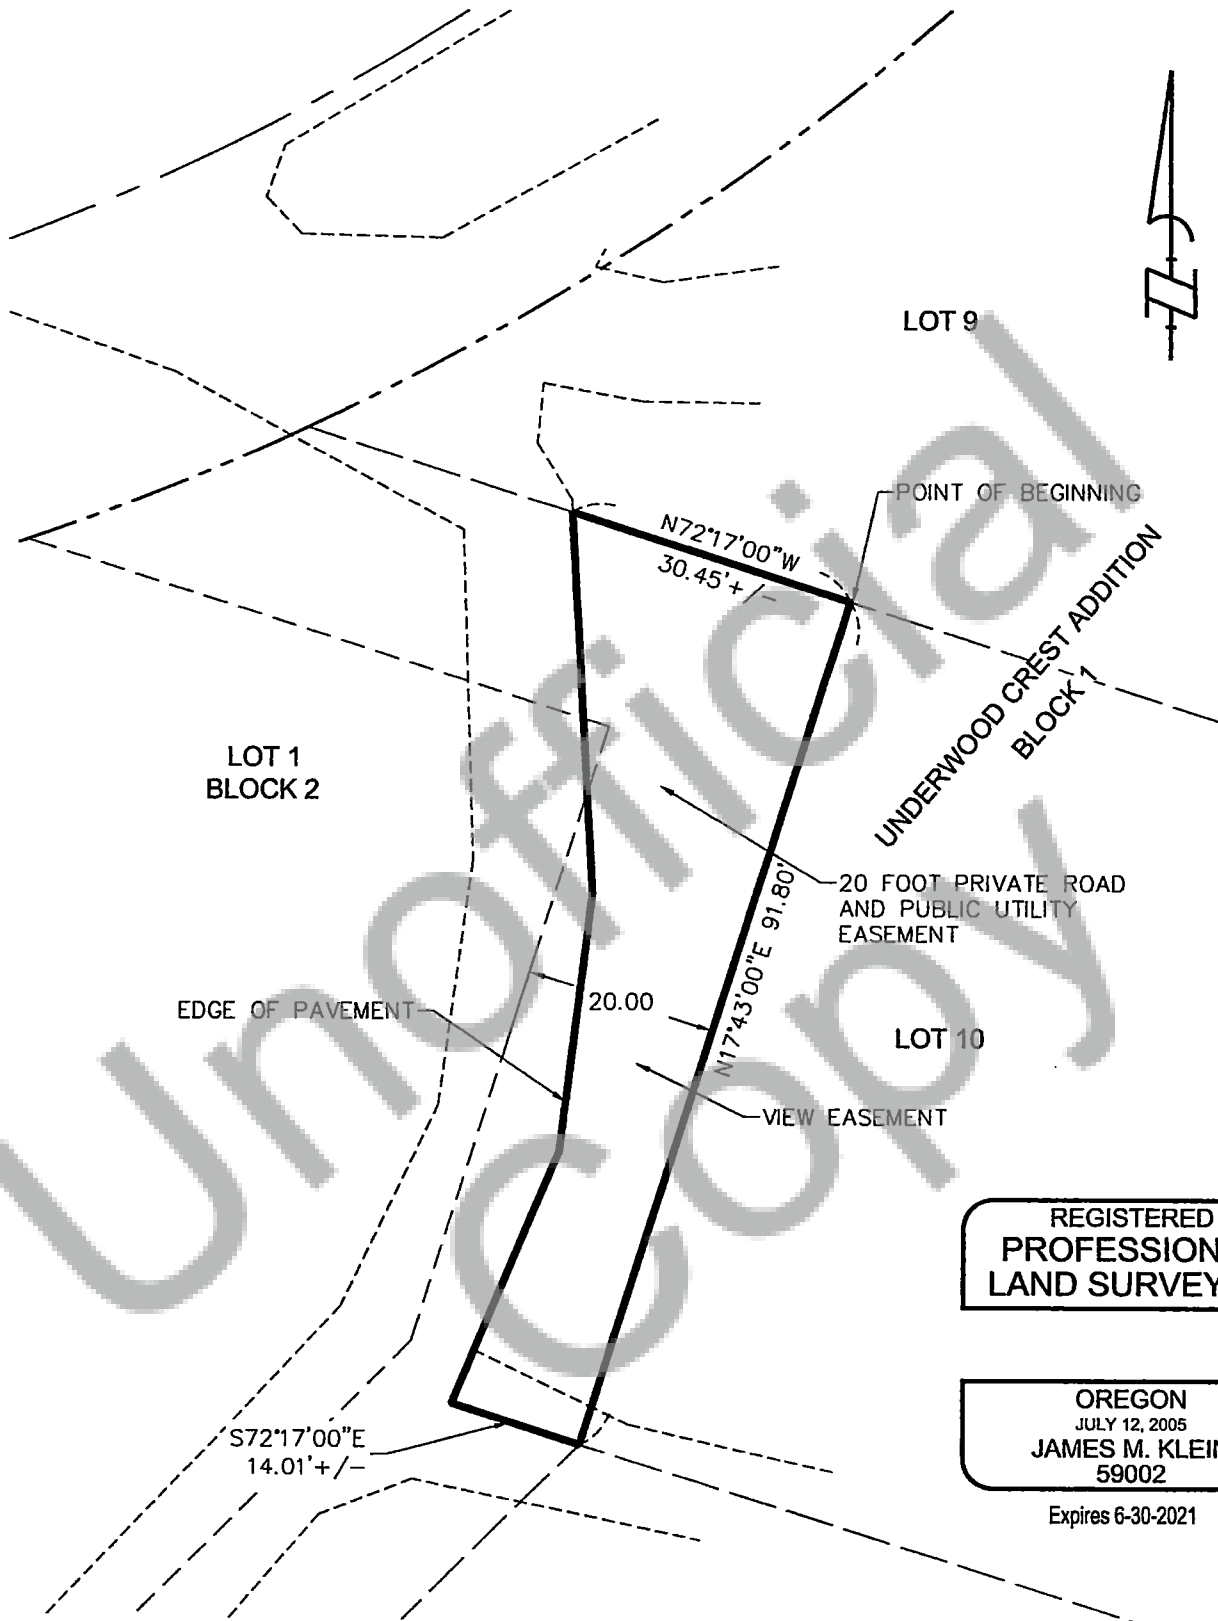 LOT 9
POINT OF BEGINNING
N72°17'00"W
30.45'+/-
UNDERWOOD CREST ADDITION
BLOCK 1
LOT 1
BLOCK 2
20 FOOT PRIVATE ROAD
AND PUBLIC UTILITY
EASEMENT
N17°43'00"E 91.80'
20.00
EDGE OF PAVEMENT
LOT 10
VIEW EASEMENT
S72°17'00"E
14.01'+/-
REGISTERED
PROFESSION
LAND SURVEY
OREGON
JULY 12, 2005
JAMES M. KLEIN
59002
Expires 6-30-2021
Unofficial
Copy